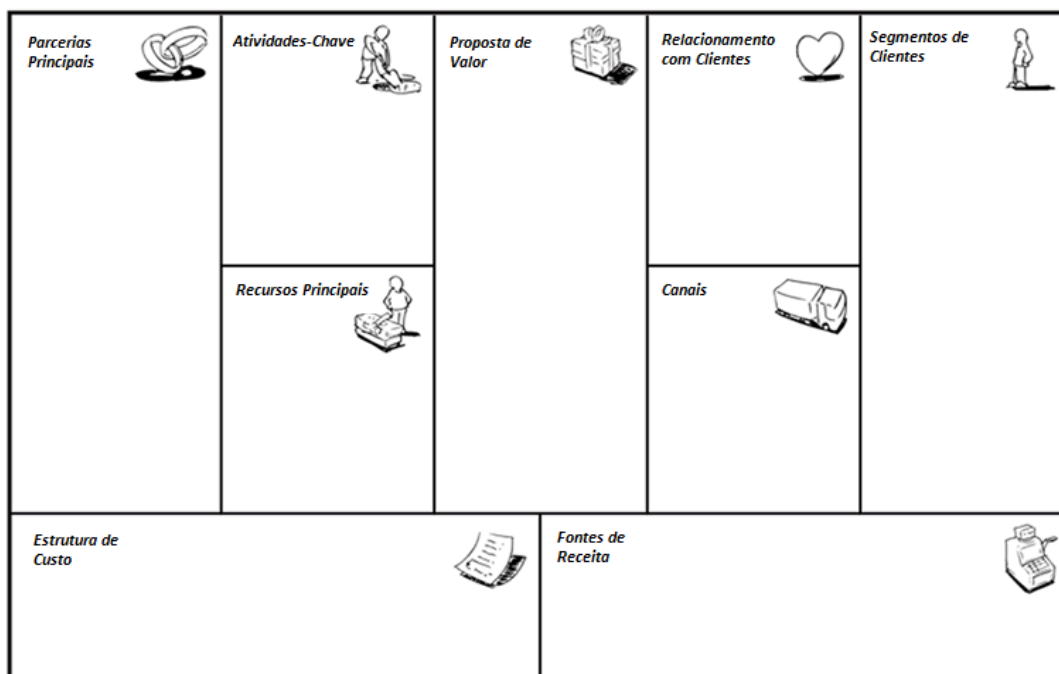 Parcerias
Principais
Atividades-Chave
Proposta de
Valor
Relacionamento
com Clientes
Segmentos de
Clientes
Recursos Principais
Canais
Estrutura de
Custo
Fontes de
Receita